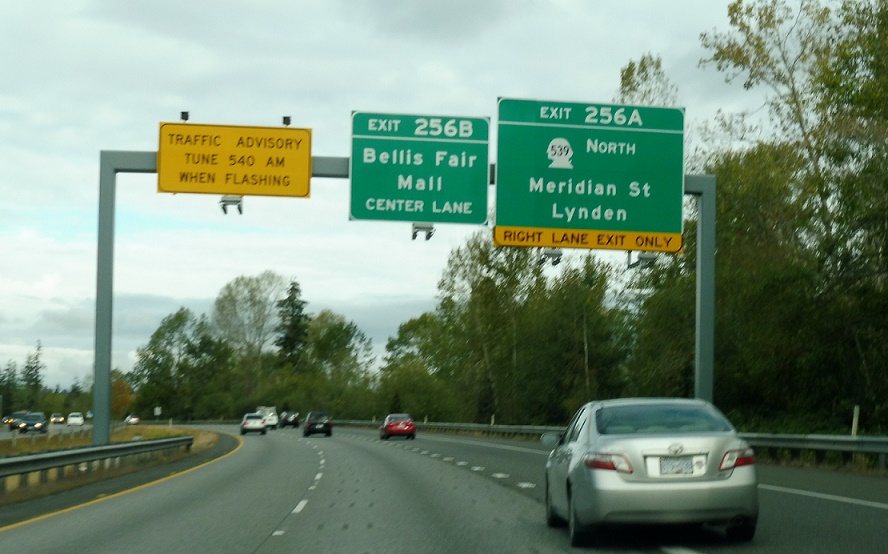 TRAFFIC ADVISORY
TUNE 540 AM
WHEN FLASHING
EXIT 256B
Bellis Fair
Mall
CENTER LANE
EXIT 256A
539 NORTH
Meridian St
Lynden
RIGHT LANE EXIT ONLY